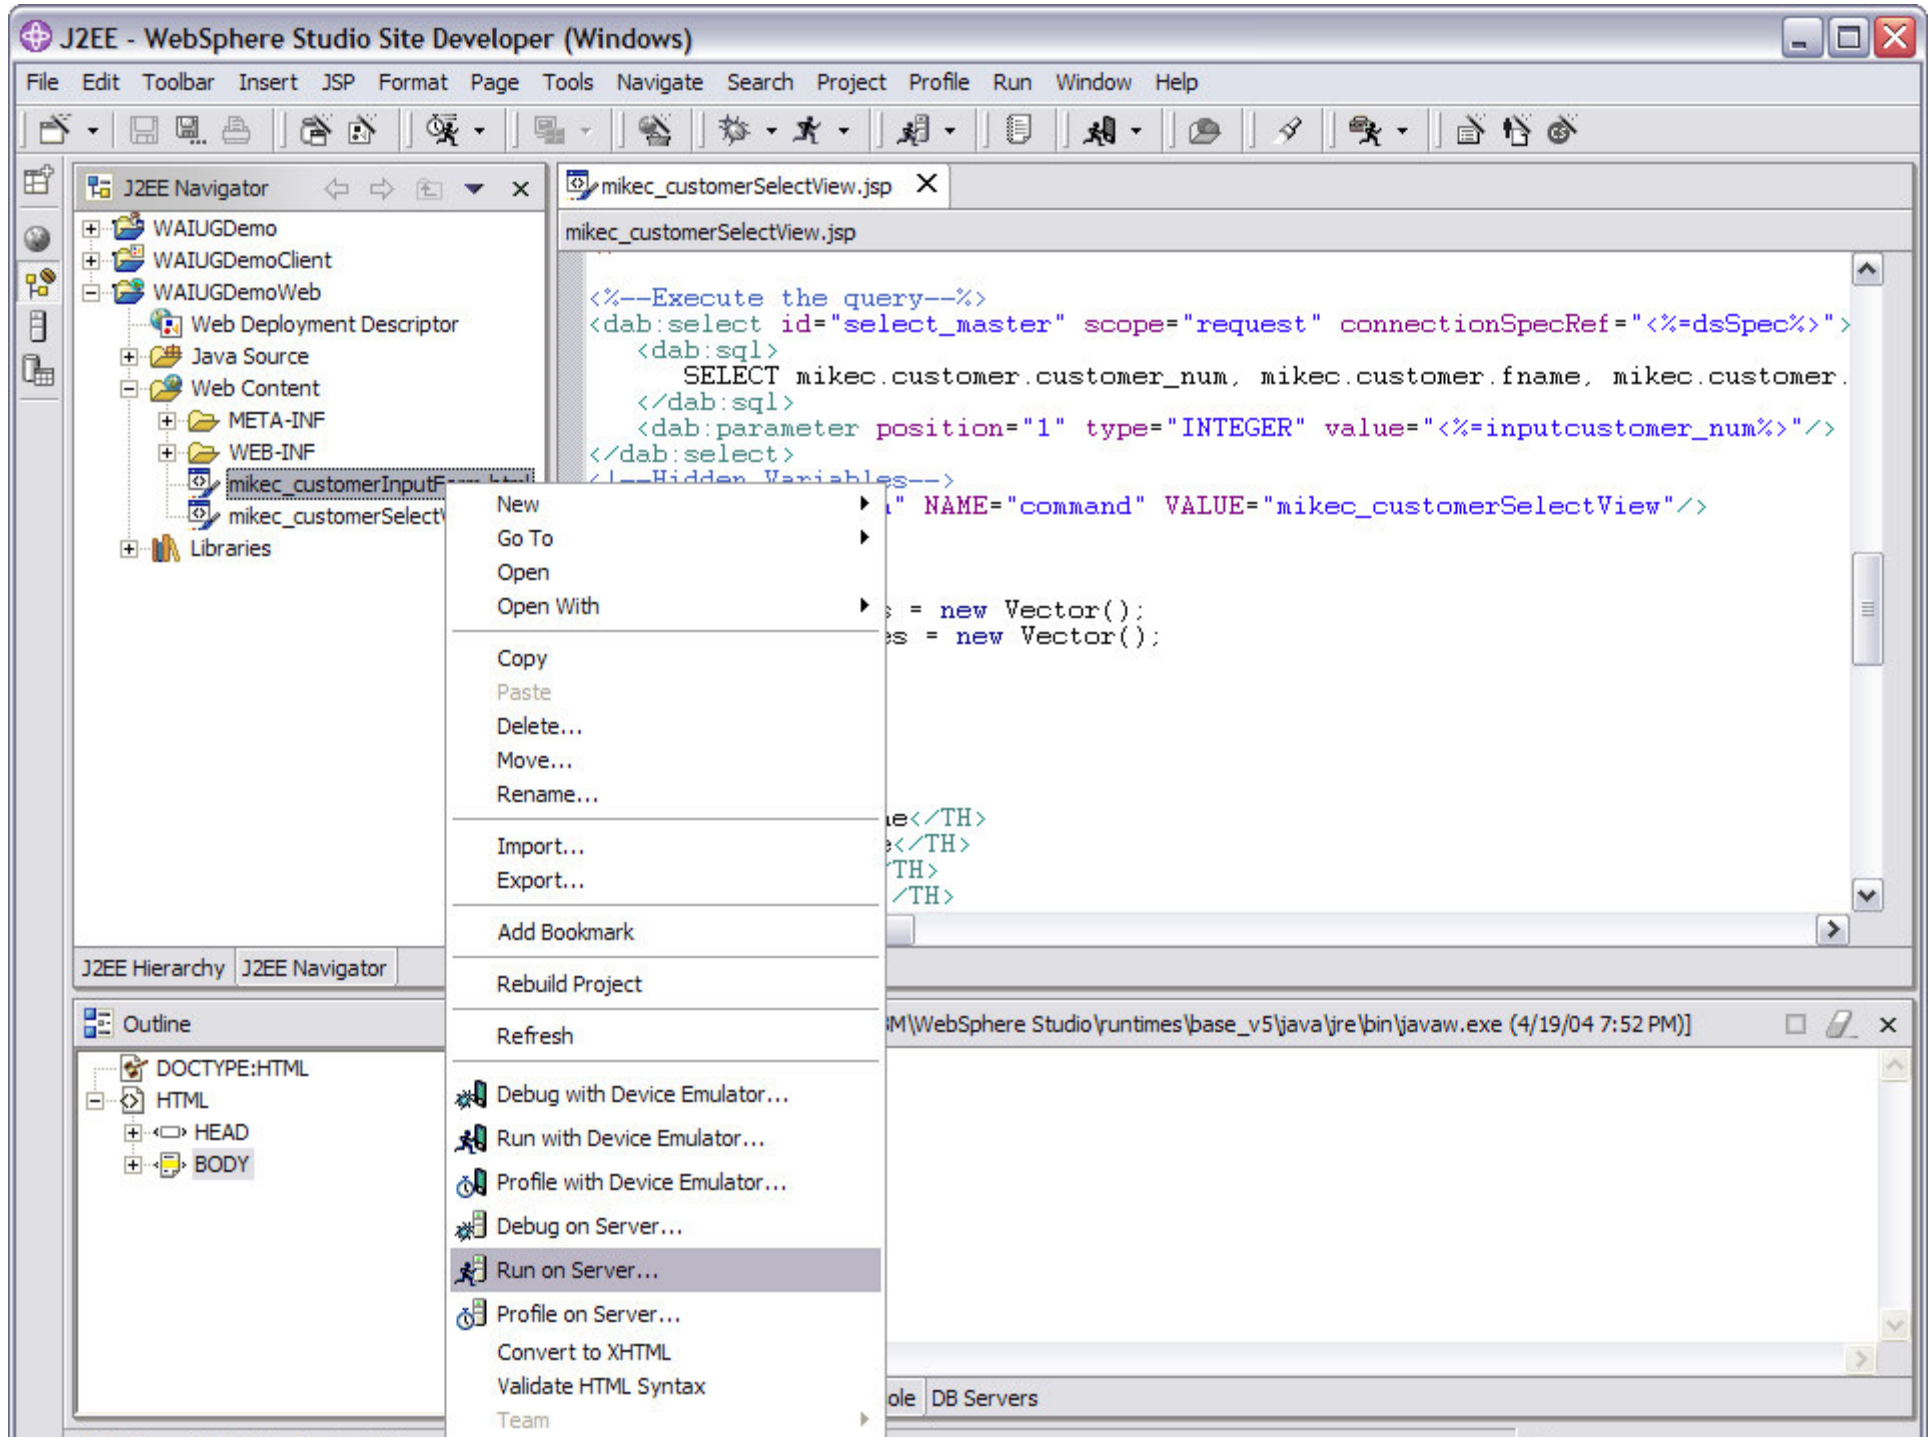 J2EE - WebSphere Studio Site Developer (Windows)
File Edit Toolbar Insert JSP Format Page Tools Navigate Search Project Profile Run Window Help
J2EE Navigator
WAIUGDemo
WAIUGDemoClient
WAIUGDemoWeb
Web Deployment Descriptor
Java Source
Web Content
META-INF
WEB-INF
mikec_customerInputForm.html
mikec_customerSelectV
Libraries
J2EE Hierarchy J2EE Navigator
mikec_customerSelectView.jsp
mikec_customerSelectView.jsp
<%--Execute the query--%>
<dab:select id="select_master" scope="request" connectionSpecRef="<%=dsSpec%>">
<dab:sql>
SELECT mikec.customer.customer_num, mikec.customer.fname, mikec.customer.
</dab:sql>
<dab:parameter position="1" type="INTEGER" value="<%=inputcustomer_num%>"/>
</dab:select>
<!--Hidden Variables-->
" NAME="command" VALUE="mikec_customerSelectView"/>
s = new Vector();
es = new Vector();
e</TH>
</TH>
/TH>
/TH>
New
Go To
Open
Open With
Copy
Paste
Delete...
Move...
Rename...
Import...
Export...
Add Bookmark
Rebuild Project
Refresh
Debug with Device Emulator...
Run with Device Emulator...
Profile with Device Emulator...
Debug on Server...
Run on Server...
Profile on Server...
Convert to XHTML
Validate HTML Syntax
Team
Outline
DOCTYPE:HTML
HTML
HEAD
BODY
M\WebSphere Studio\runtimes\base_v5\java\jre\bin\javaw.exe (4/19/04 7:52 PM)]
ole DB Servers